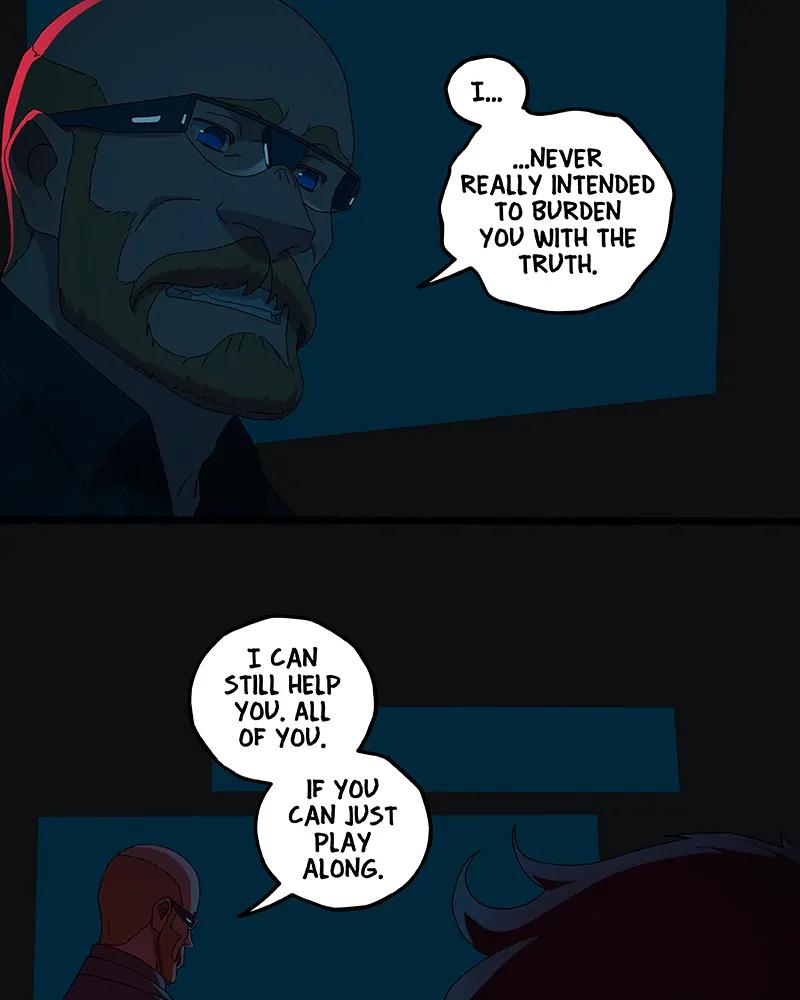 I...
...NEVER
REALLY INTENDED
TO BURDEN
YOU WITH THE
TRUTH.
I CAN
STILL HELP
YOU. ALL
OF YOU.
IF YOU
CAN JUST
PLAY
ALONG.